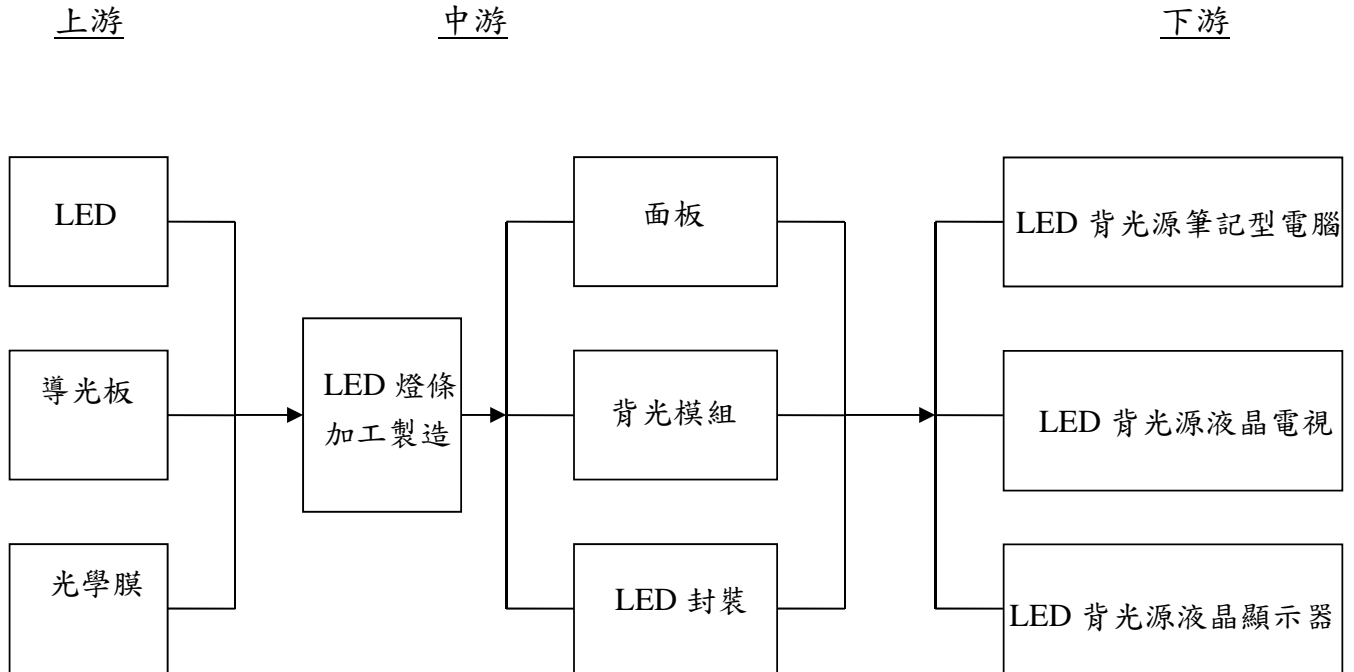 上游
中游
下游
LED
導光板
光學膜
LED 燈條
加工製造
面板
背光模組
LED 封裝
LED 背光源筆記型電腦
LED 背光源液晶電視
LED 背光源液晶顯示器